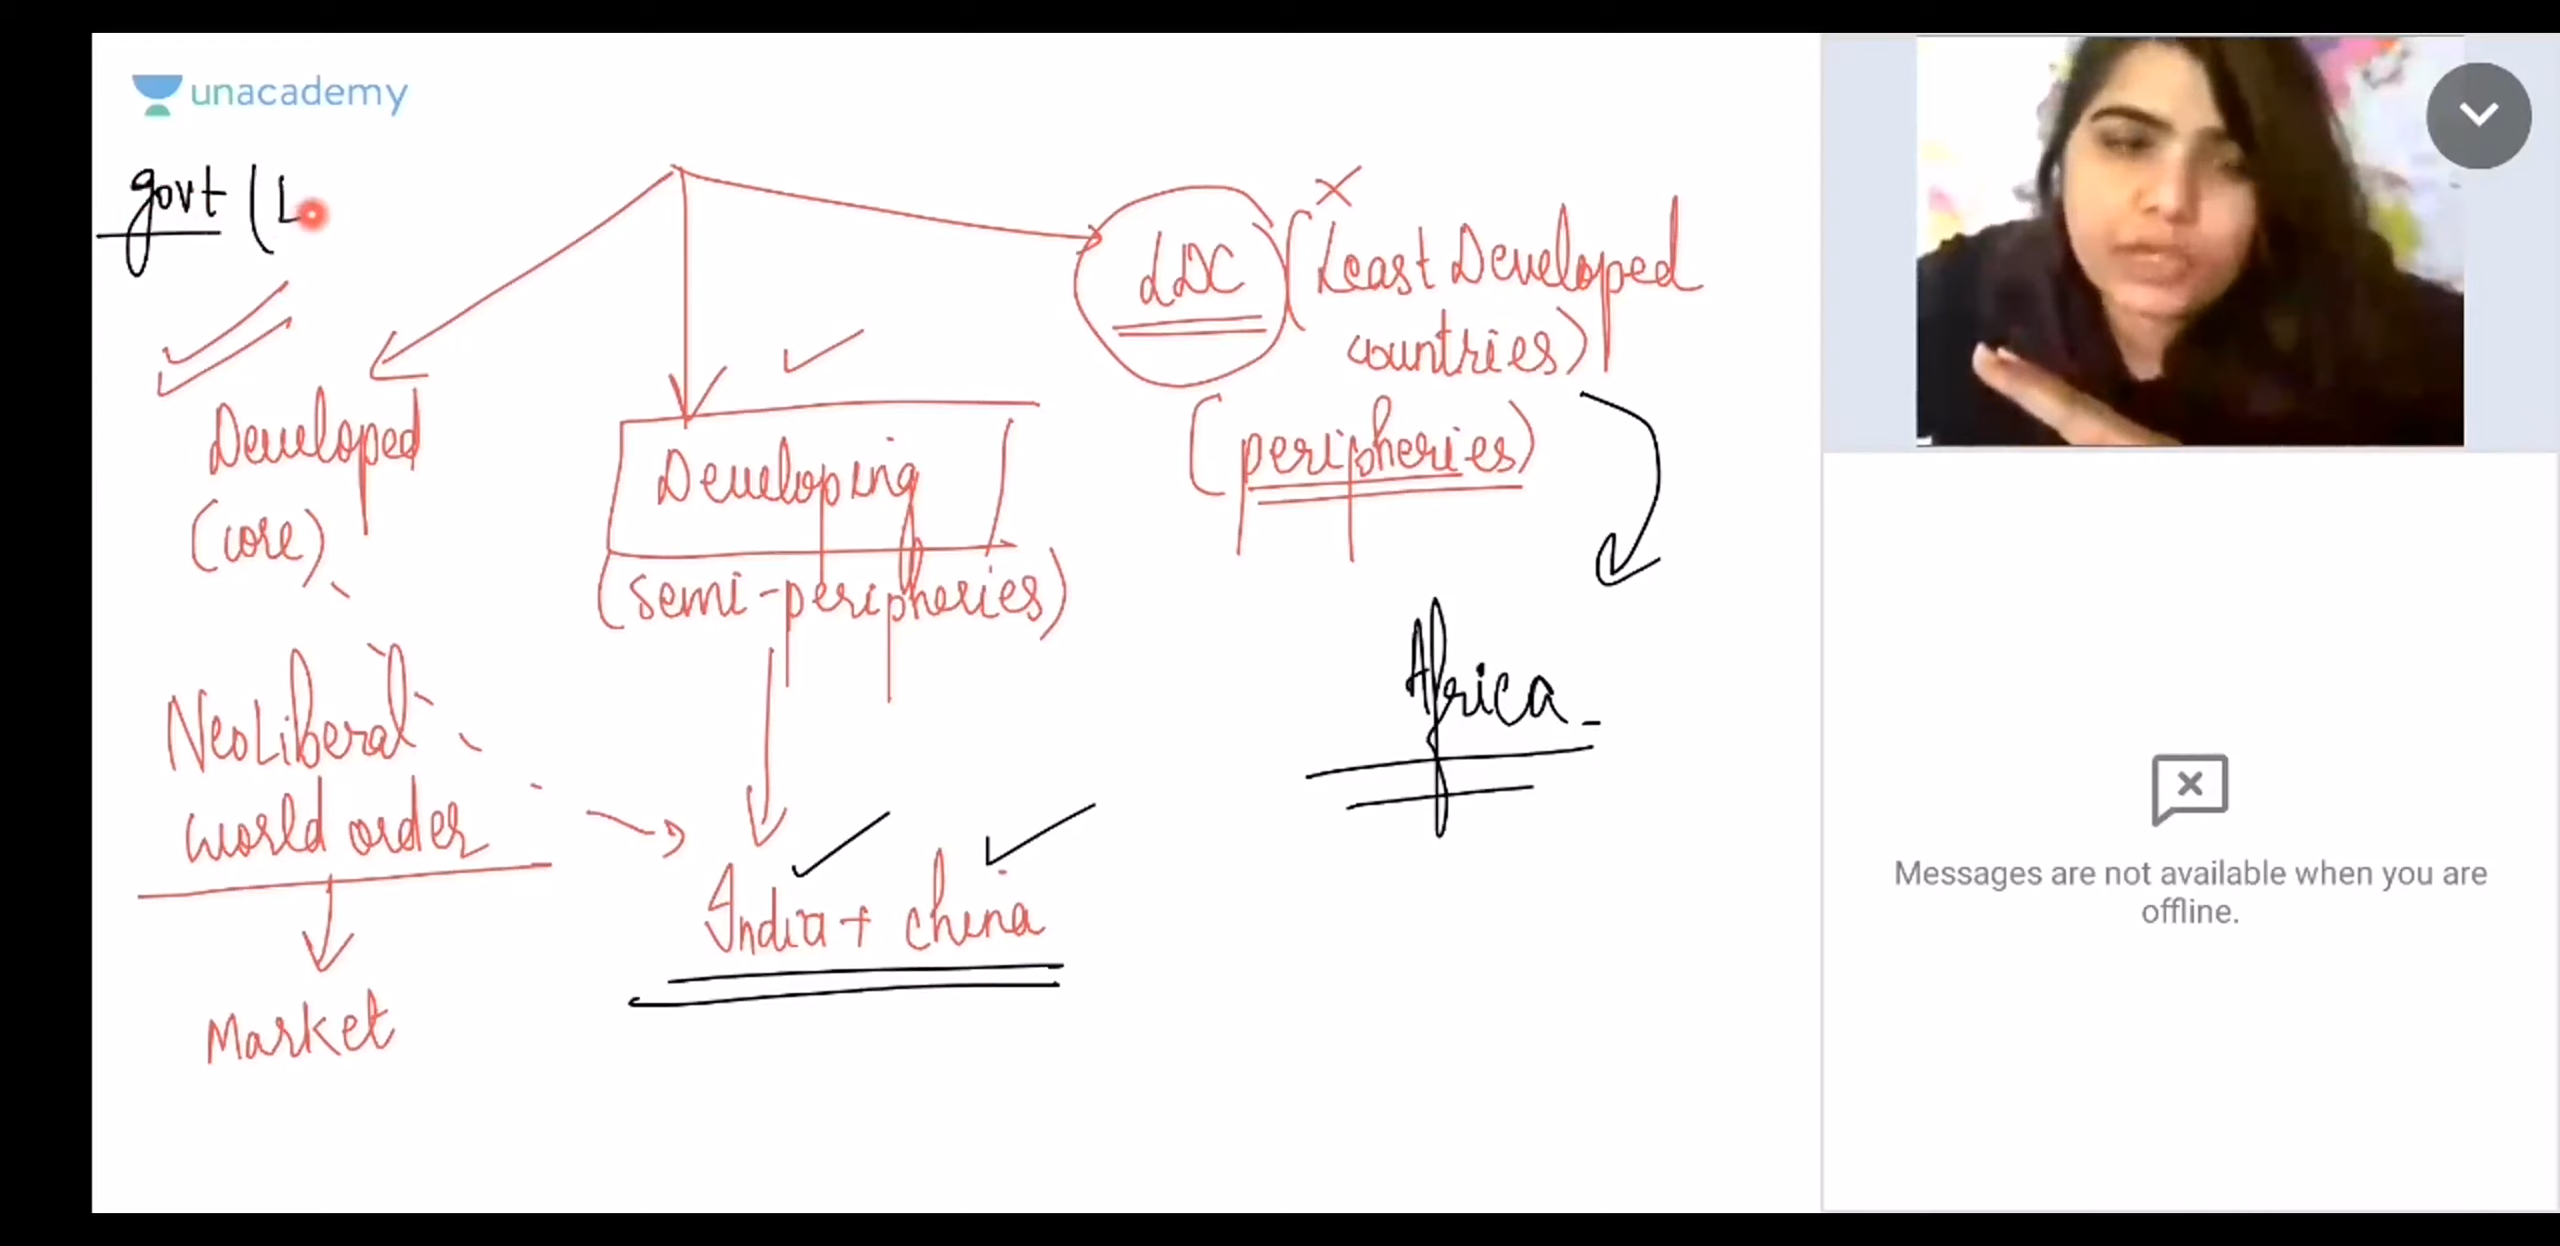 unacademy
govt (L
LDC (Least Developed
countries)
(peripheries)
Developed
(core)
Developing
(semi-peripheries)
Africa
NeoLiberal
world order
India + china
Market
Messages are not available when you are
offline.